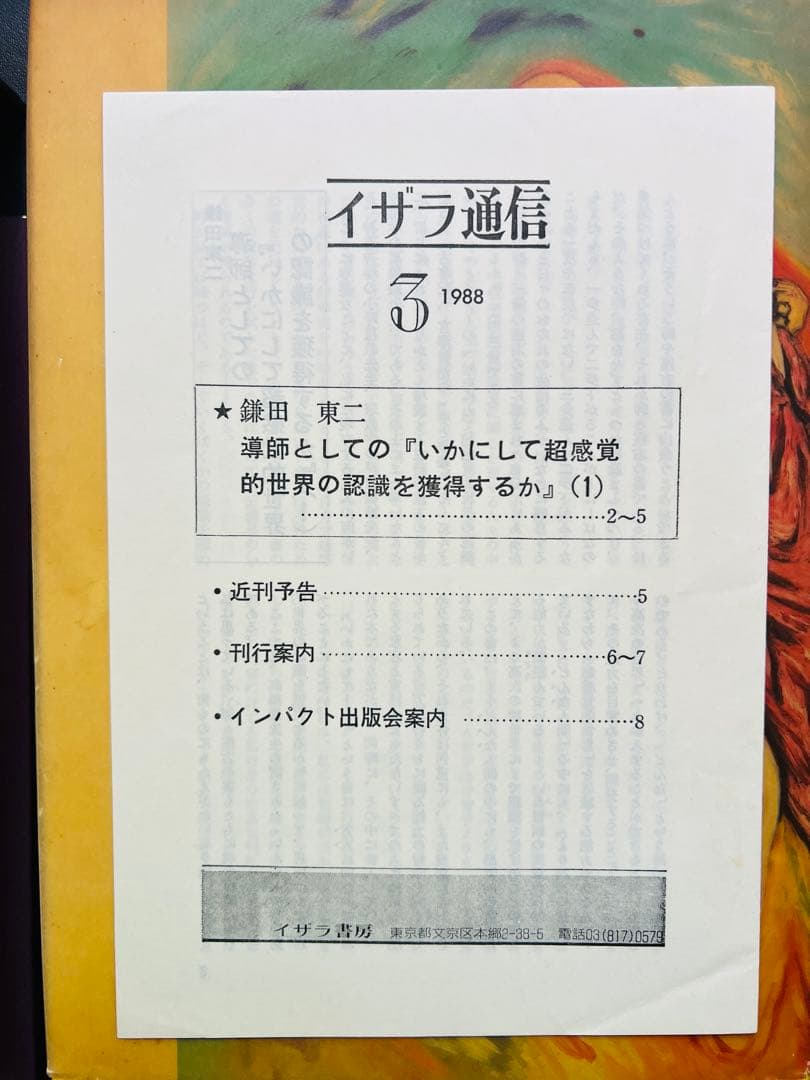 イザラ通信
3 1988
★鎌田 東二
導師としての『いかにして超感覚
的世界の認識を獲得するか』(1)
……………………………………2〜5
・近刊予告……………………………………5
・刊行案内……………………………………6〜7
・インパクト出版会案内 ……………………8
イザラ書房 東京都文京区本郷2-38-5 電話03(817)0579